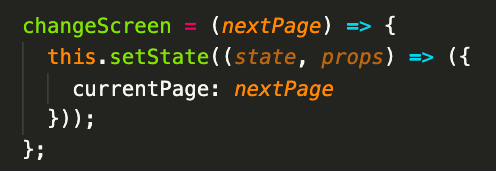 changeScreen = (nextPage) => {
  this.setState((state, props) => ({
    currentPage: nextPage
  }));
};